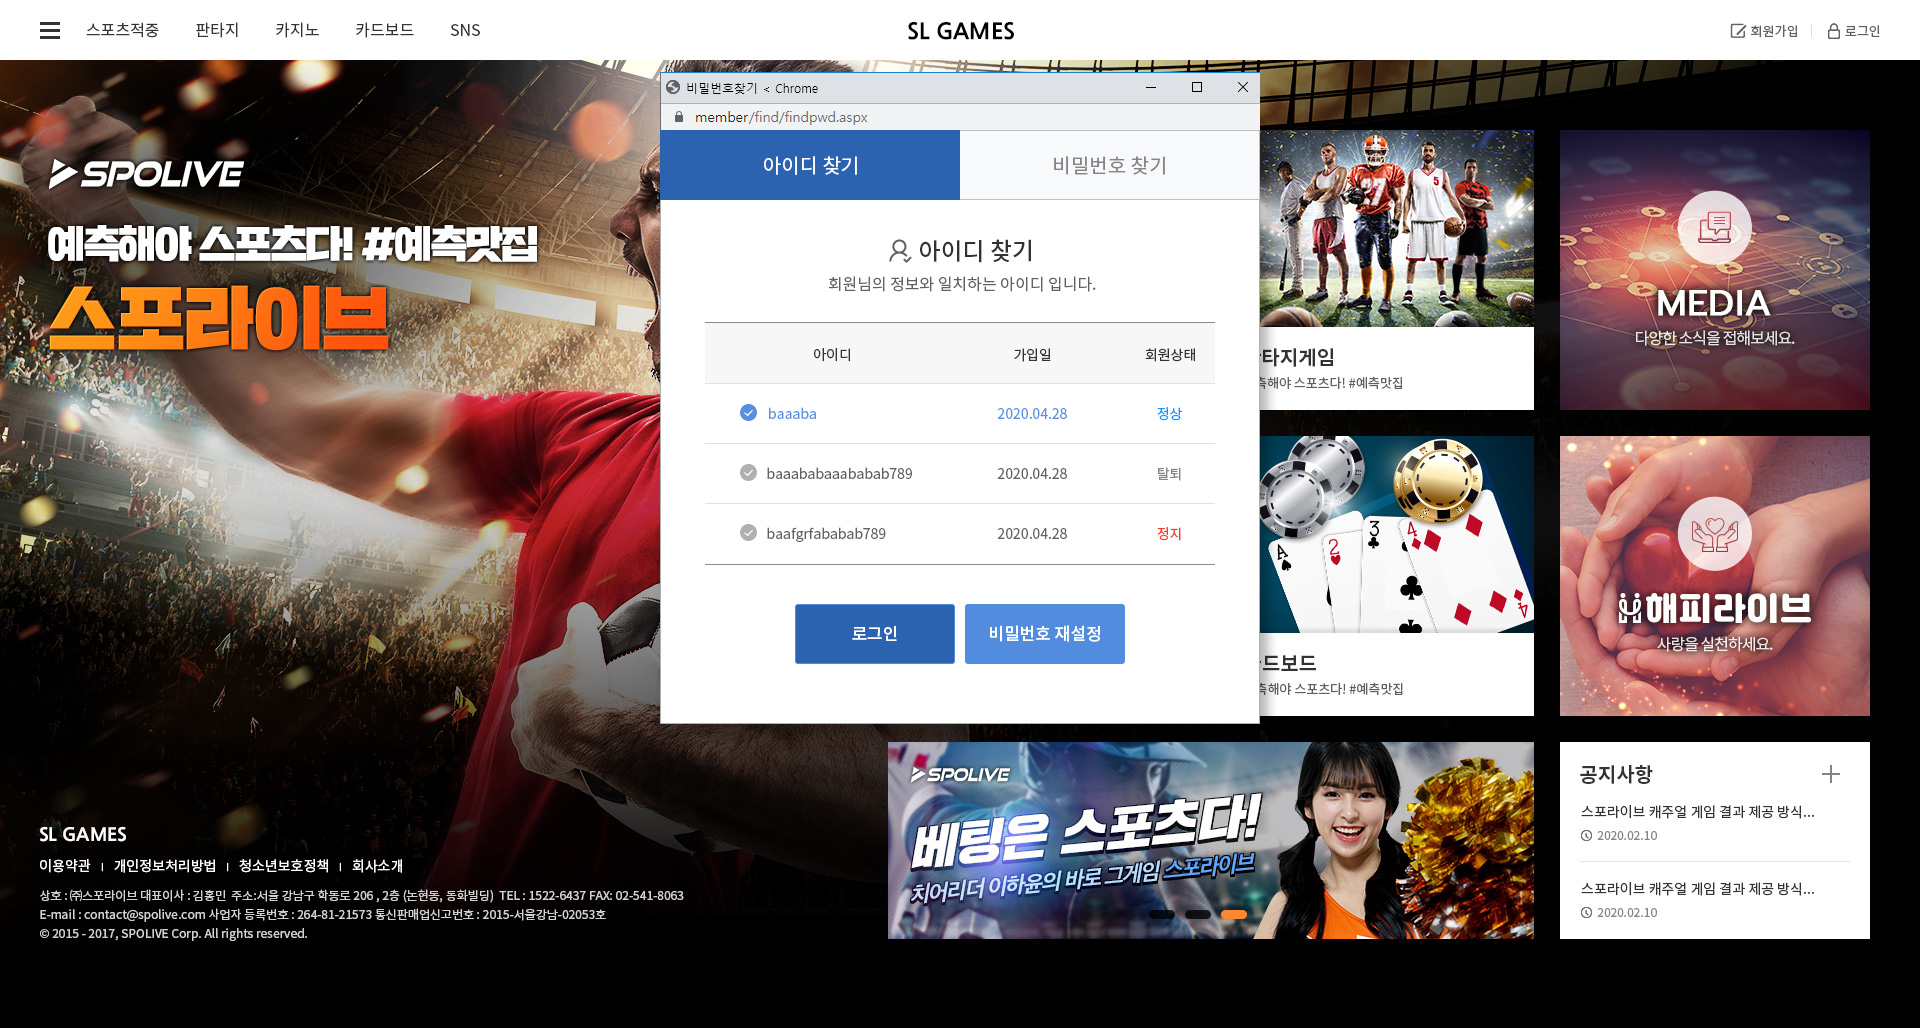 스포츠적중 판타지 카지노 카드보드 SNS
SL GAMES
회원가입 로그인
SPOLIVE
예측해야 스포츠다! #예측맛집
스포라이브
비밀번호찾기 < Chrome
member/find/findpwd.aspx
아이디 찾기 비밀번호 찾기
아이디 찾기
회원님의 정보와 일치하는 아이디 입니다.
아이디 가입일 회원상태
baaaba 2020.04.28 정상
baaababaaababab789 2020.04.28 탈퇴
baafgrfababab789 2020.04.28 정지
로그인 비밀번호 재설정
타지게임
해야 스포츠다! #예측맛집
MEDIA
다양한 소식을 접해보세요.
드보드
해야 스포츠다! #예측맛집
해피라이브
사랑을 실천하세요.
SPOLIVE
베팅은 스포츠다!
치어리더 이하윤의 바로 그게임 스포라이브
공지사항
스포라이브 캐주얼 게임 결과 제공 방식...
2020.02.10
스포라이브 캐주얼 게임 결과 제공 방식...
2020.02.10
SL GAMES
이용약관 | 개인정보처리방법 | 청소년보호정책 | 회사소개
상호 : ㈜스포라이브 대표이사 : 김홍민 주소:서울 강남구 학동로 206 , 2층 (논현동, 동화빌딩) TEL : 1522-6437 FAX: 02-541-8063
E-mail : contact@spolive.com 사업자 등록번호 : 264-81-21573 통신판매업신고번호 : 2015-서울강남-02053호
© 2015 - 2017, SPOLIVE Corp. All rights reserved.